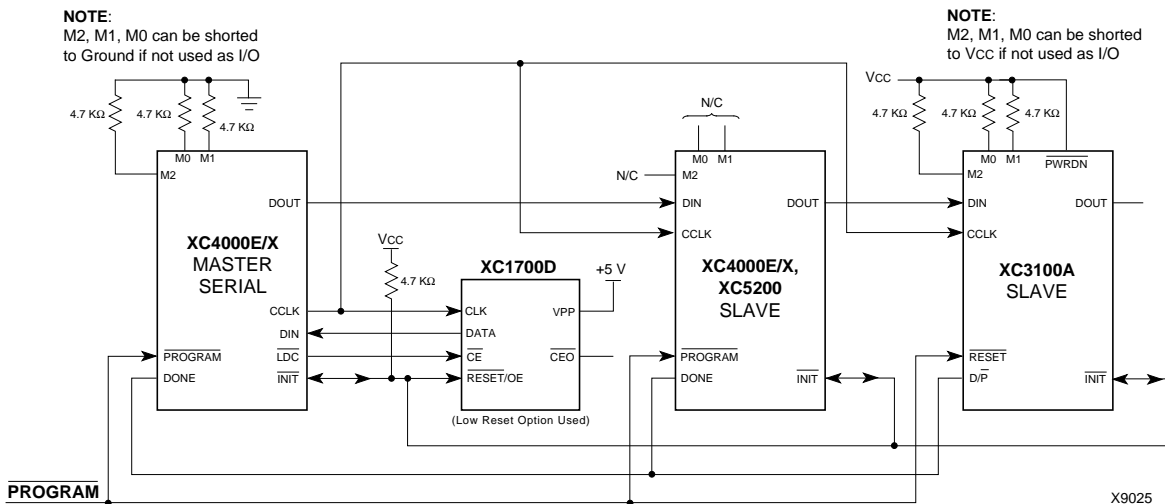 NOTE:
M2, M1, M0 can be shorted
to Ground if not used as I/O
NOTE:
M2, M1, M0 can be shorted
to VCC if not used as I/O
4.7 KΩ
4.7 KΩ
4.7 KΩ
M0
M1
M2
DOUT
XC4000E/X
MASTER
SERIAL
CCLK
DIN
PROGRAM
LDC
DONE
INIT
VCC
4.7 KΩ
XC1700D
+5 V
CLK
VPP
DATA
CE
CEO
RESET/OE
(Low Reset Option Used)
N/C
M0
M1
N/C
M2
DIN
DOUT
CCLK
XC4000E/X,
XC5200
SLAVE
PROGRAM
DONE
INIT
VCC
4.7 KΩ
4.7 KΩ
4.7 KΩ
M0
M1
PWRDN
M2
DIN
DOUT
CCLK
XC3100A
SLAVE
RESET
D/P
INIT
PROGRAM
X9025